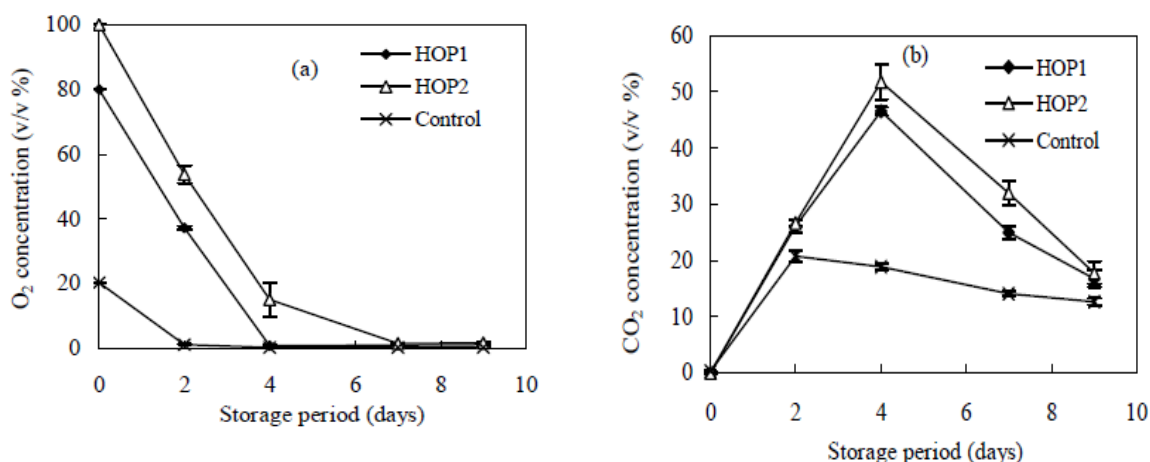 100
80
60
40
20
0
O₂ concentration (v/v %)
(a)
HOP1
HOP2
Control
0 2 4 6 8 10
Storage period (days)
60
50
40
30
20
10
0
CO₂ concentration (v/v %)
(b)
HOP1
HOP2
Control
0 2 4 6 8 10
Storage period (days)